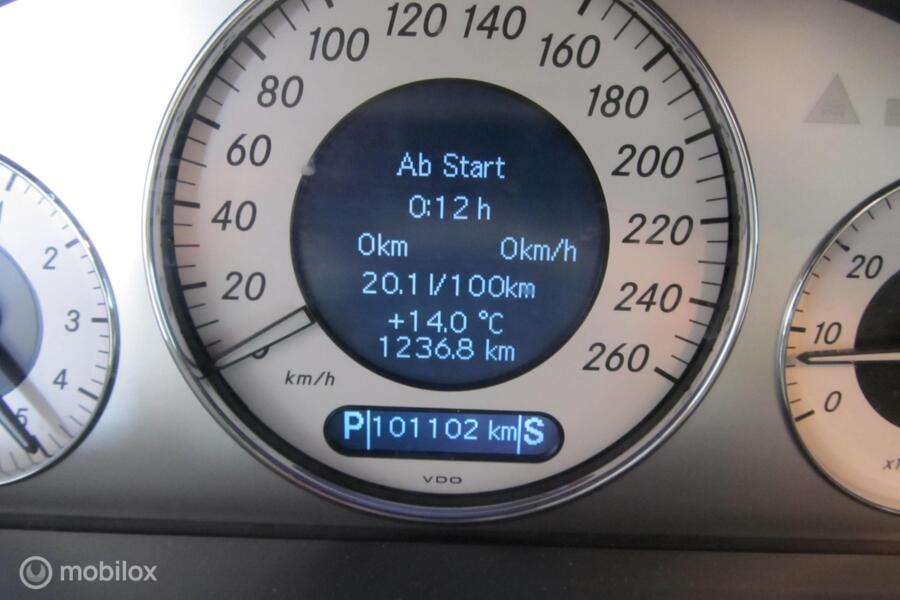 120 140
100 160
80 180
60 200
40 220
20 240
260
km/h
Ab Start
0:12 h
0km 0km/h
20.1 l/100km
+14.0 °C
1236.8 km
P 101102 km S
VDO
2
3
4
5
20
10
0
mobilox